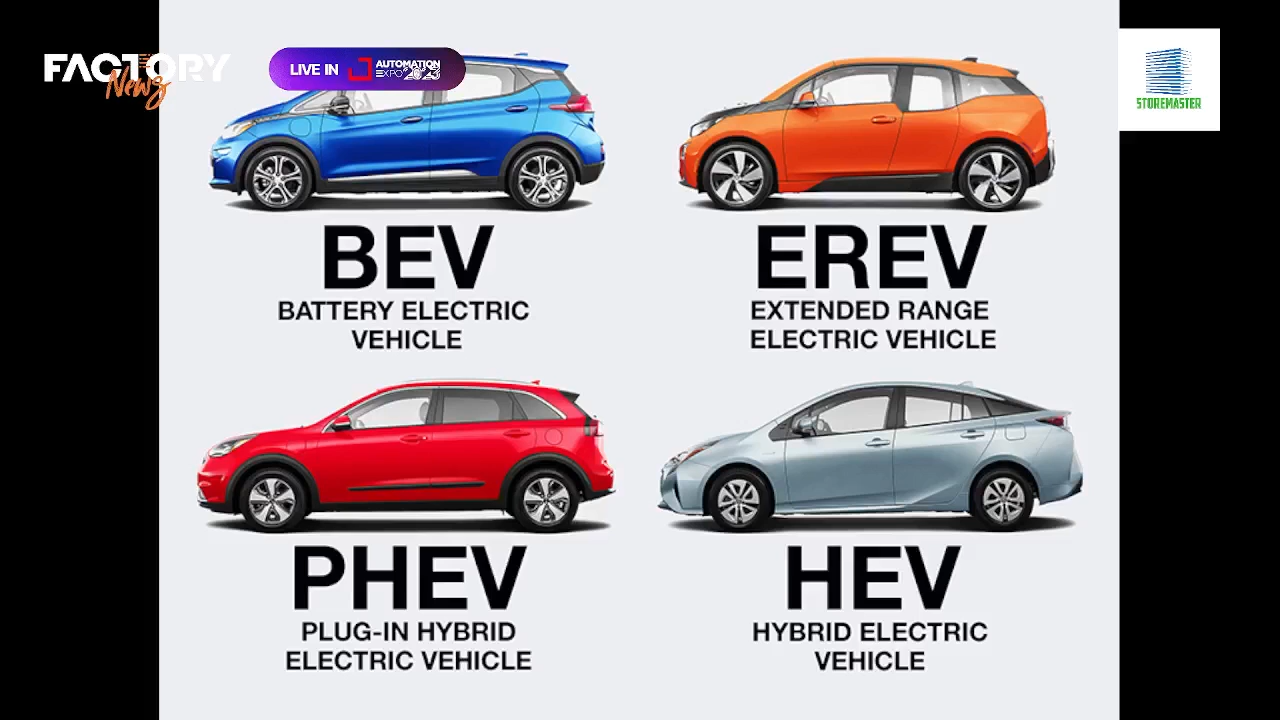 FACTORY
News
LIVE IN
AUTOMATION
EXPO 2023
STOREMASTER
BEV
BATTERY ELECTRIC
VEHICLE
EREV
EXTENDED RANGE
ELECTRIC VEHICLE
PHEV
PLUG-IN HYBRID
ELECTRIC VEHICLE
HEV
HYBRID ELECTRIC
VEHICLE